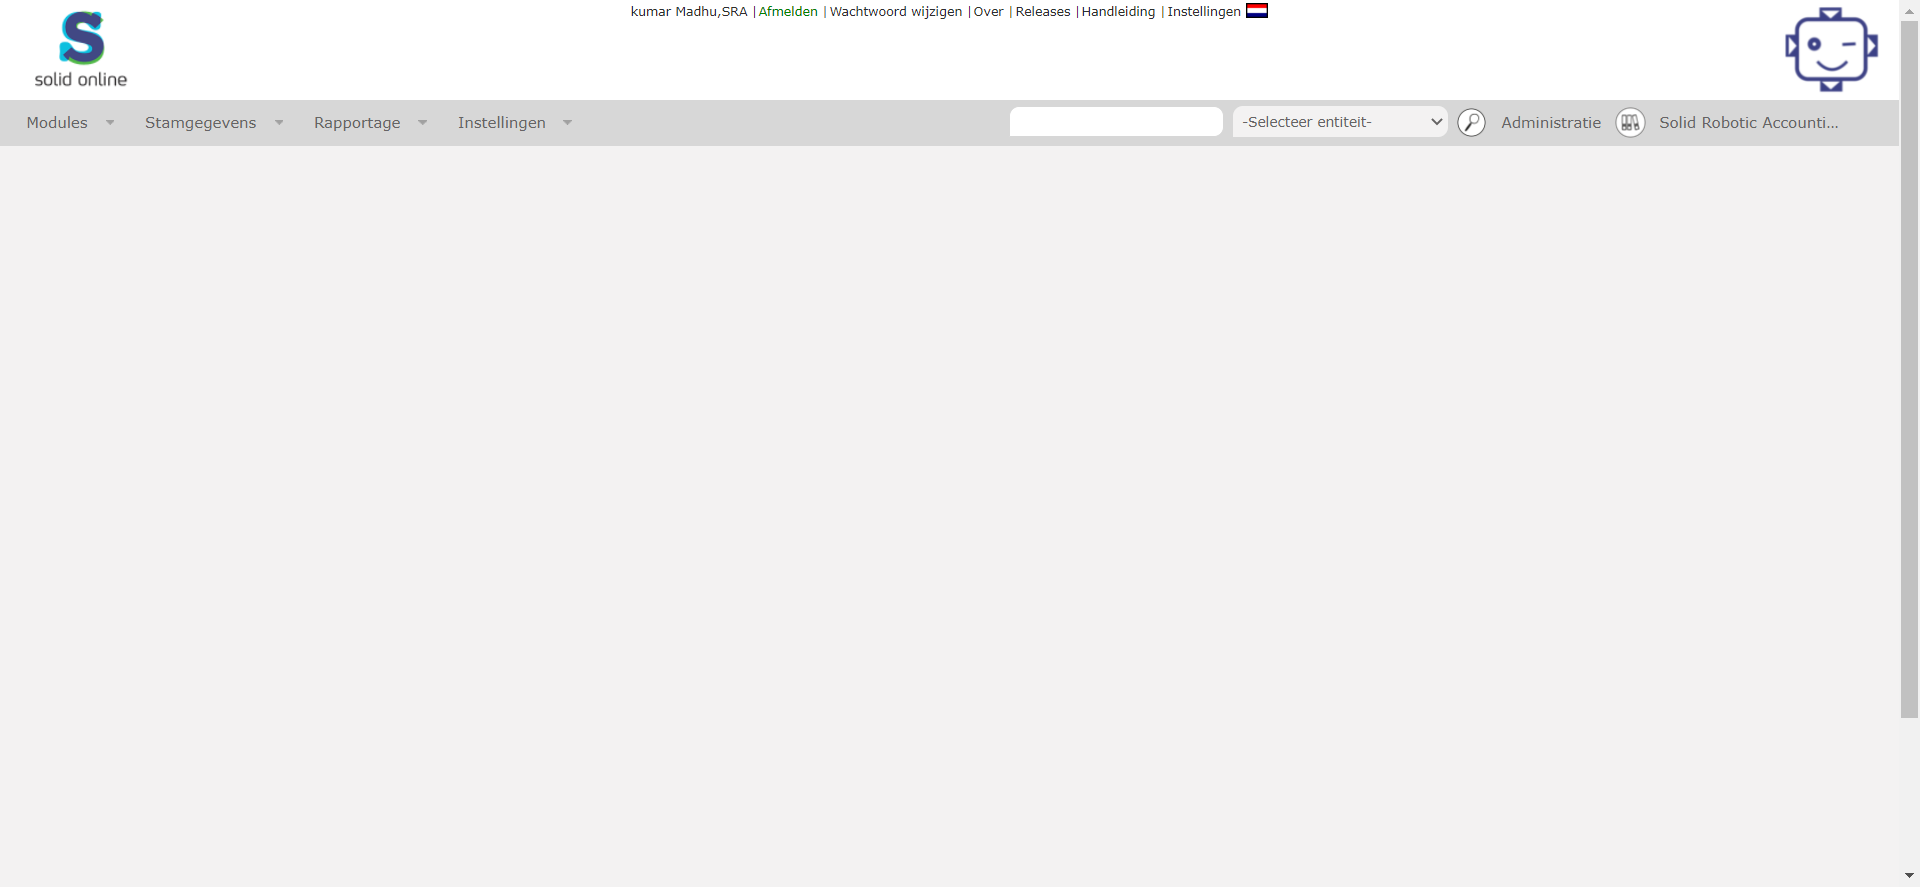 kumar Madhu,SRA |Afmelden |Wachtwoord wijzigen |Over |Releases |Handleiding |Instellingen
solid online
Modules Stamgegevens Rapportage Instellingen -Selecteer entiteit- Administratie Solid Robotic Accounti...